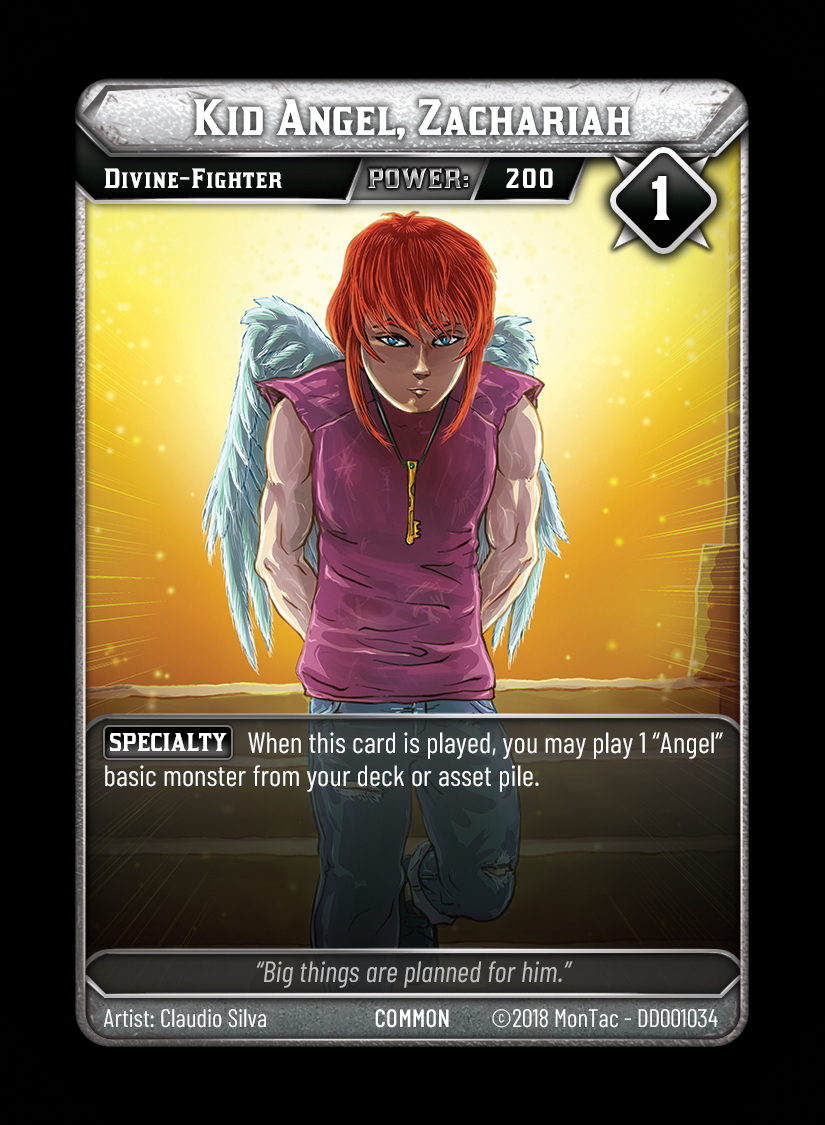 Kid Angel, Zachariah
Divine-Fighter POWER: 200
1
SPECIALTY When this card is played, you may play 1 “Angel”
basic monster from your deck or asset pile.
“Big things are planned for him.”
Artist: Claudio Silva COMMON ©2018 MonTac - DD001034